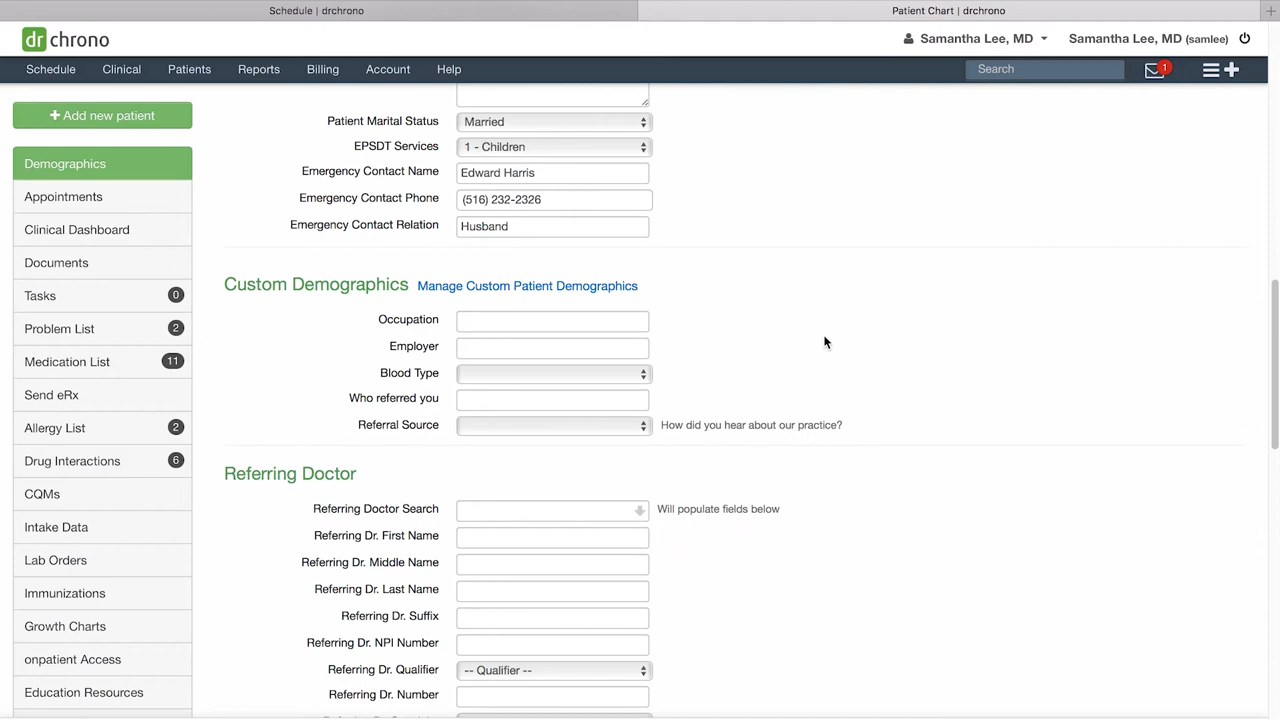 Schedule | drchrono
Patient Chart | drchrono
+
dr chrono
Samantha Lee, MD
Samantha Lee, MD (samlee)
Schedule
Clinical
Patients
Reports
Billing
Account
Help
Search
1
+ Add new patient
Demographics
Appointments
Clinical Dashboard
Documents
Tasks 0
Problem List 2
Medication List 11
Send eRx
Allergy List 2
Drug Interactions 6
CQMs
Intake Data
Lab Orders
Immunizations
Growth Charts
onpatient Access
Education Resources
Patient Marital Status Married
EPSDT Services 1 - Children
Emergency Contact Name Edward Harris
Emergency Contact Phone (516) 232-2326
Emergency Contact Relation Husband
Custom Demographics Manage Custom Patient Demographics
Occupation
Employer
Blood Type
Who referred you
Referral Source How did you hear about our practice?
Referring Doctor
Referring Doctor Search Will populate fields below
Referring Dr. First Name
Referring Dr. Middle Name
Referring Dr. Last Name
Referring Dr. Suffix
Referring Dr. NPI Number
Referring Dr. Qualifier -- Qualifier --
Referring Dr. Number